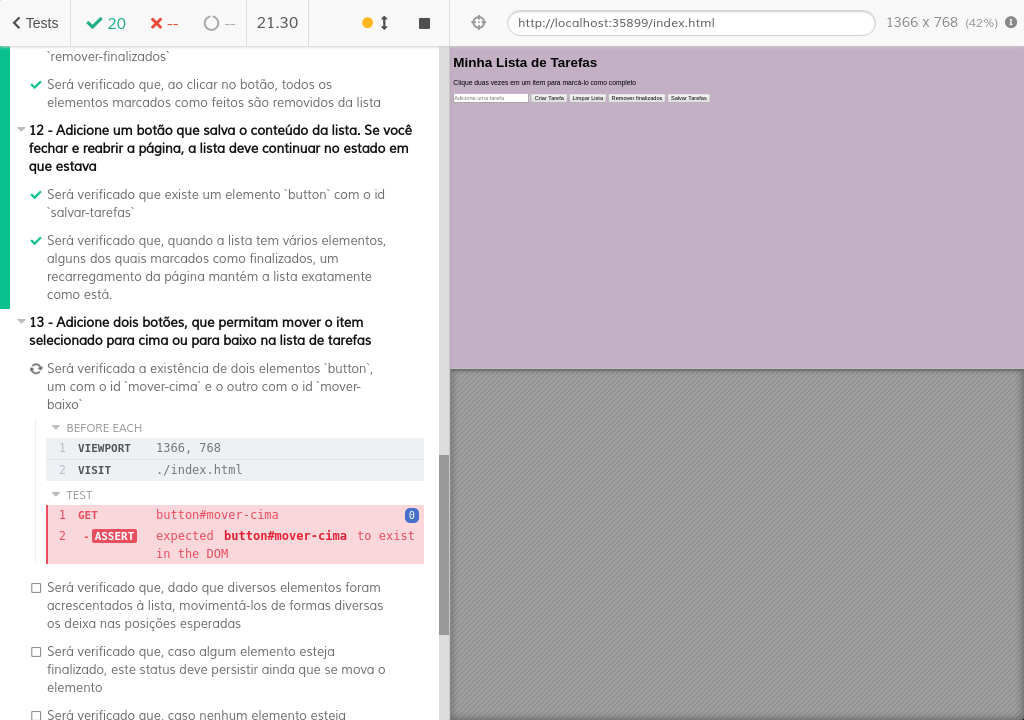 Tests
20
--
--
21.30
http://localhost:35899/index.html
1366 x 768 (42%)
`remover-finalizados`
Será verificado que, ao clicar no botão, todos os
elementos marcados como feitos são removidos da lista
12 - Adicione um botão que salva o conteúdo da lista. Se você
fechar e reabrir a página, a lista deve continuar no estado em
que estava
Será verificado que existe um elemento `button` com o id
`salvar-tarefas`
Será verificado que, quando a lista tem vários elementos,
alguns dos quais marcados como finalizados, um
recarregamento da página mantém a lista exatamente
como está.
13 - Adicione dois botões, que permitam mover o item
selecionado para cima ou para baixo na lista de tarefas
Será verificada a existência de dois elementos `button`,
um com o id `mover-cima` e o outro com o id `mover-
baixo`
BEFORE EACH
1 VIEWPORT 1366, 768
2 VISIT ./index.html
TEST
1 GET button#mover-cima 0
2 - ASSERT expected button#mover-cima to exist
in the DOM
Será verificado que, dado que diversos elementos foram
acrescentados à lista, movimentá-los de formas diversas
os deixa nas posições esperadas
Será verificado que, caso algum elemento esteja
finalizado, este status deve persistir ainda que se mova o
elemento
Será verificado que, caso nenhum elemento esteja
Minha Lista de Tarefas
Clique duas vezes em um item para marcá-lo como completo
Adicione uma tarefa Criar Tarefa Limpar Lista Remover finalizados Salvar Tarefas